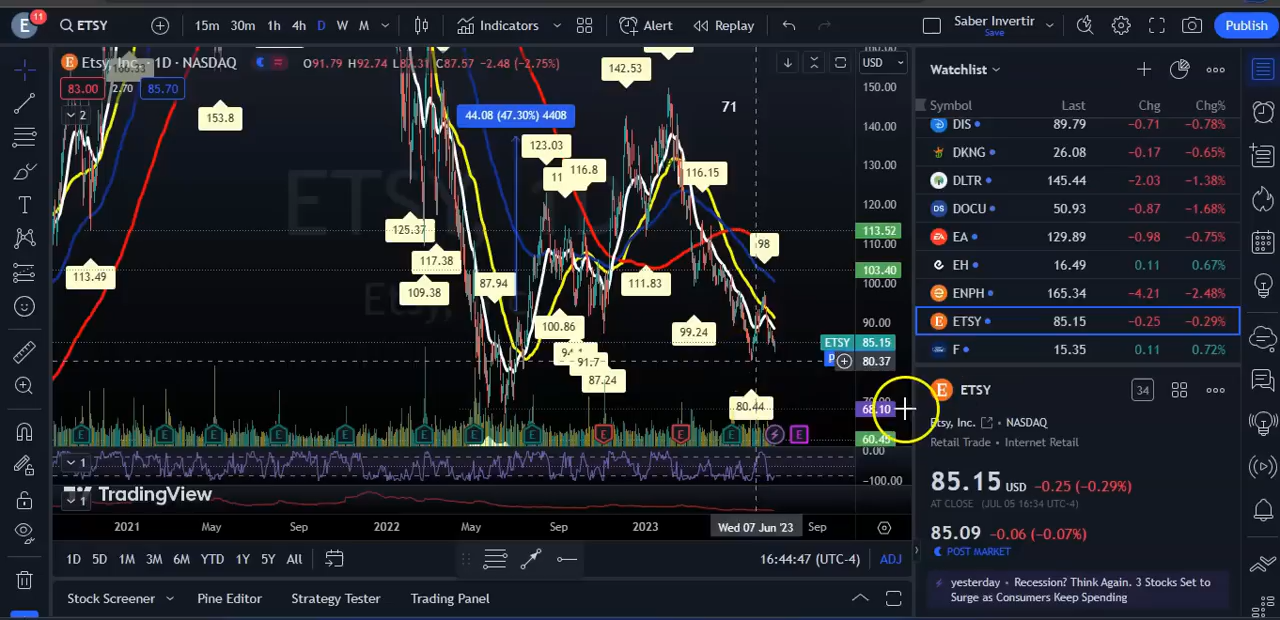 E 11 ETSY 15m 30m 1h 4h D W M Indicators Alert Replay Saber Invertir Save Publish
Etsy, Inc. · 1D · NASDAQ O91.79 H92.74 L87.31 C87.57 −2.48 (−2.75%)
83.00 2.70 85.70
2
USD
150.00
140.00
130.00
120.00
113.52
110.00
103.40
100.00
90.00
ETSY 85.15
80.37
68.10
60.45
0.00
−100.00
153.8
142.53
71
44.08 (47.30%) 4408
123.03
116.8
116.15
98
125.37
117.38
109.38
113.49
87.94
111.83
100.86
99.24
91.7
87.24
80.44
ETSY
Etsy,
1
1
TradingView
2021 May Sep 2022 May Sep 2023 Wed 07 Jun '23 Sep
1D 5D 1M 3M 6M YTD 1Y 5Y All 16:44:47 (UTC-4) ADJ
Stock Screener Pine Editor Strategy Tester Trading Panel
Watchlist
Symbol Last Chg Chg%
DIS 89.79 −0.71 −0.78%
DKNG 26.08 −0.17 −0.65%
DLTR 145.44 −2.03 −1.38%
DOCU 50.93 −0.87 −1.68%
EA 129.89 −0.98 −0.75%
EH 16.49 0.11 0.67%
ENPH 165.34 −4.21 −2.48%
ETSY 85.15 −0.25 −0.29%
F 15.35 0.11 0.72%
ETSY 34
Etsy, Inc. · NASDAQ
Retail Trade · Internet Retail
85.15 USD −0.25 (−0.29%)
AT CLOSE (JUL 05 16:34 UTC-4)
85.09 −0.06 (−0.07%)
POST MARKET
yesterday · Recession? Think Again. 3 Stocks Set to
Surge as Consumers Keep Spending